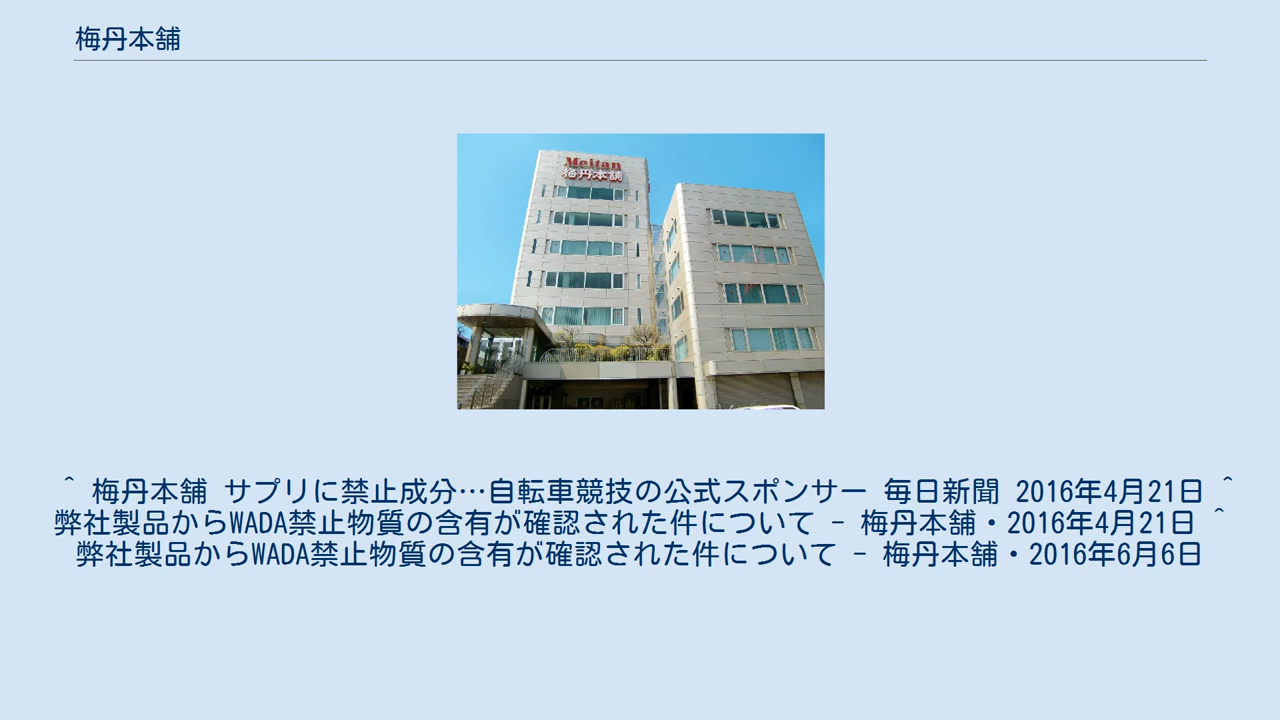 梅丹本舗
Meitan
梅丹本舗
^ 梅丹本舗 サプリに禁止成分…自転車競技の公式スポンサー 毎日新聞 2016年4月21日 ^
弊社製品からWADA禁止物質の含有が確認された件について - 梅丹本舗・2016年4月21日 ^
弊社製品からWADA禁止物質の含有が確認された件について - 梅丹本舗・2016年6月6日